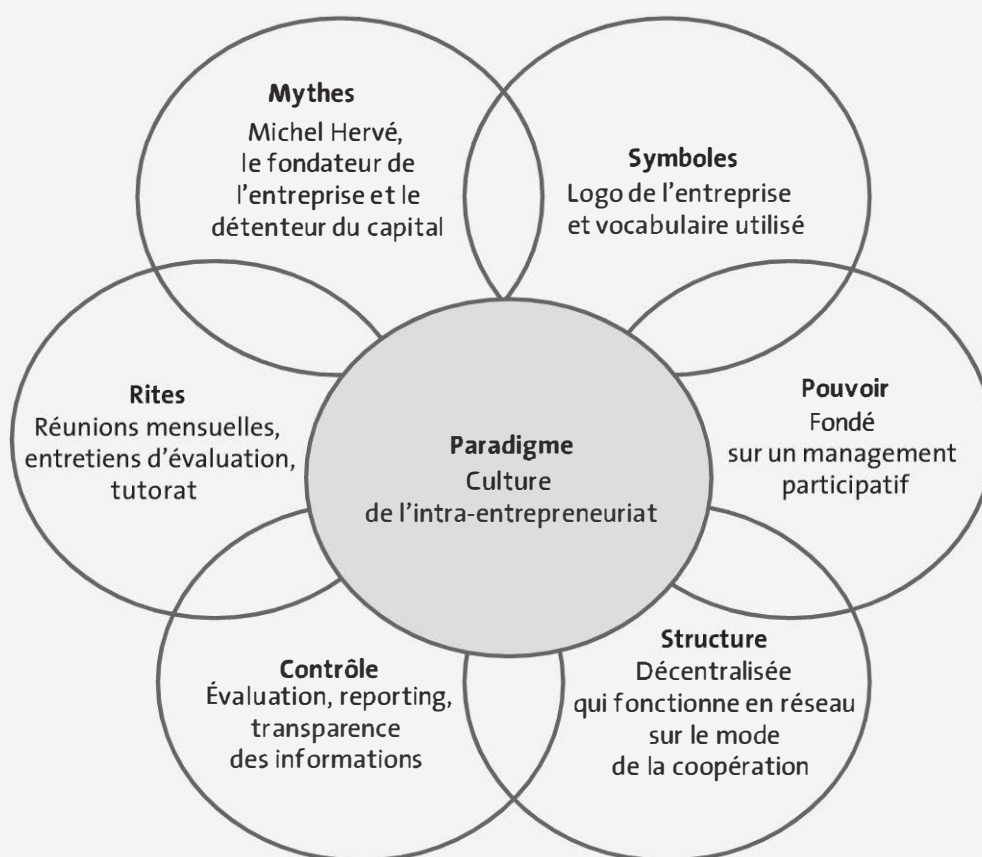 Mythes
Michel Hervé,
le fondateur de
l'entreprise et le
détenteur du capital
Symboles
Logo de l'entreprise
et vocabulaire utilisé
Rites
Réunions mensuelles,
entretiens d'évaluation,
tutorat
Paradigme
Culture
de l'intra-entrepreneuriat
Pouvoir
Fondé
sur un management
participatif
Contrôle
Évaluation, reporting,
transparence
des informations
Structure
Décentralisée
qui fonctionne en réseau
sur le mode
de la coopération